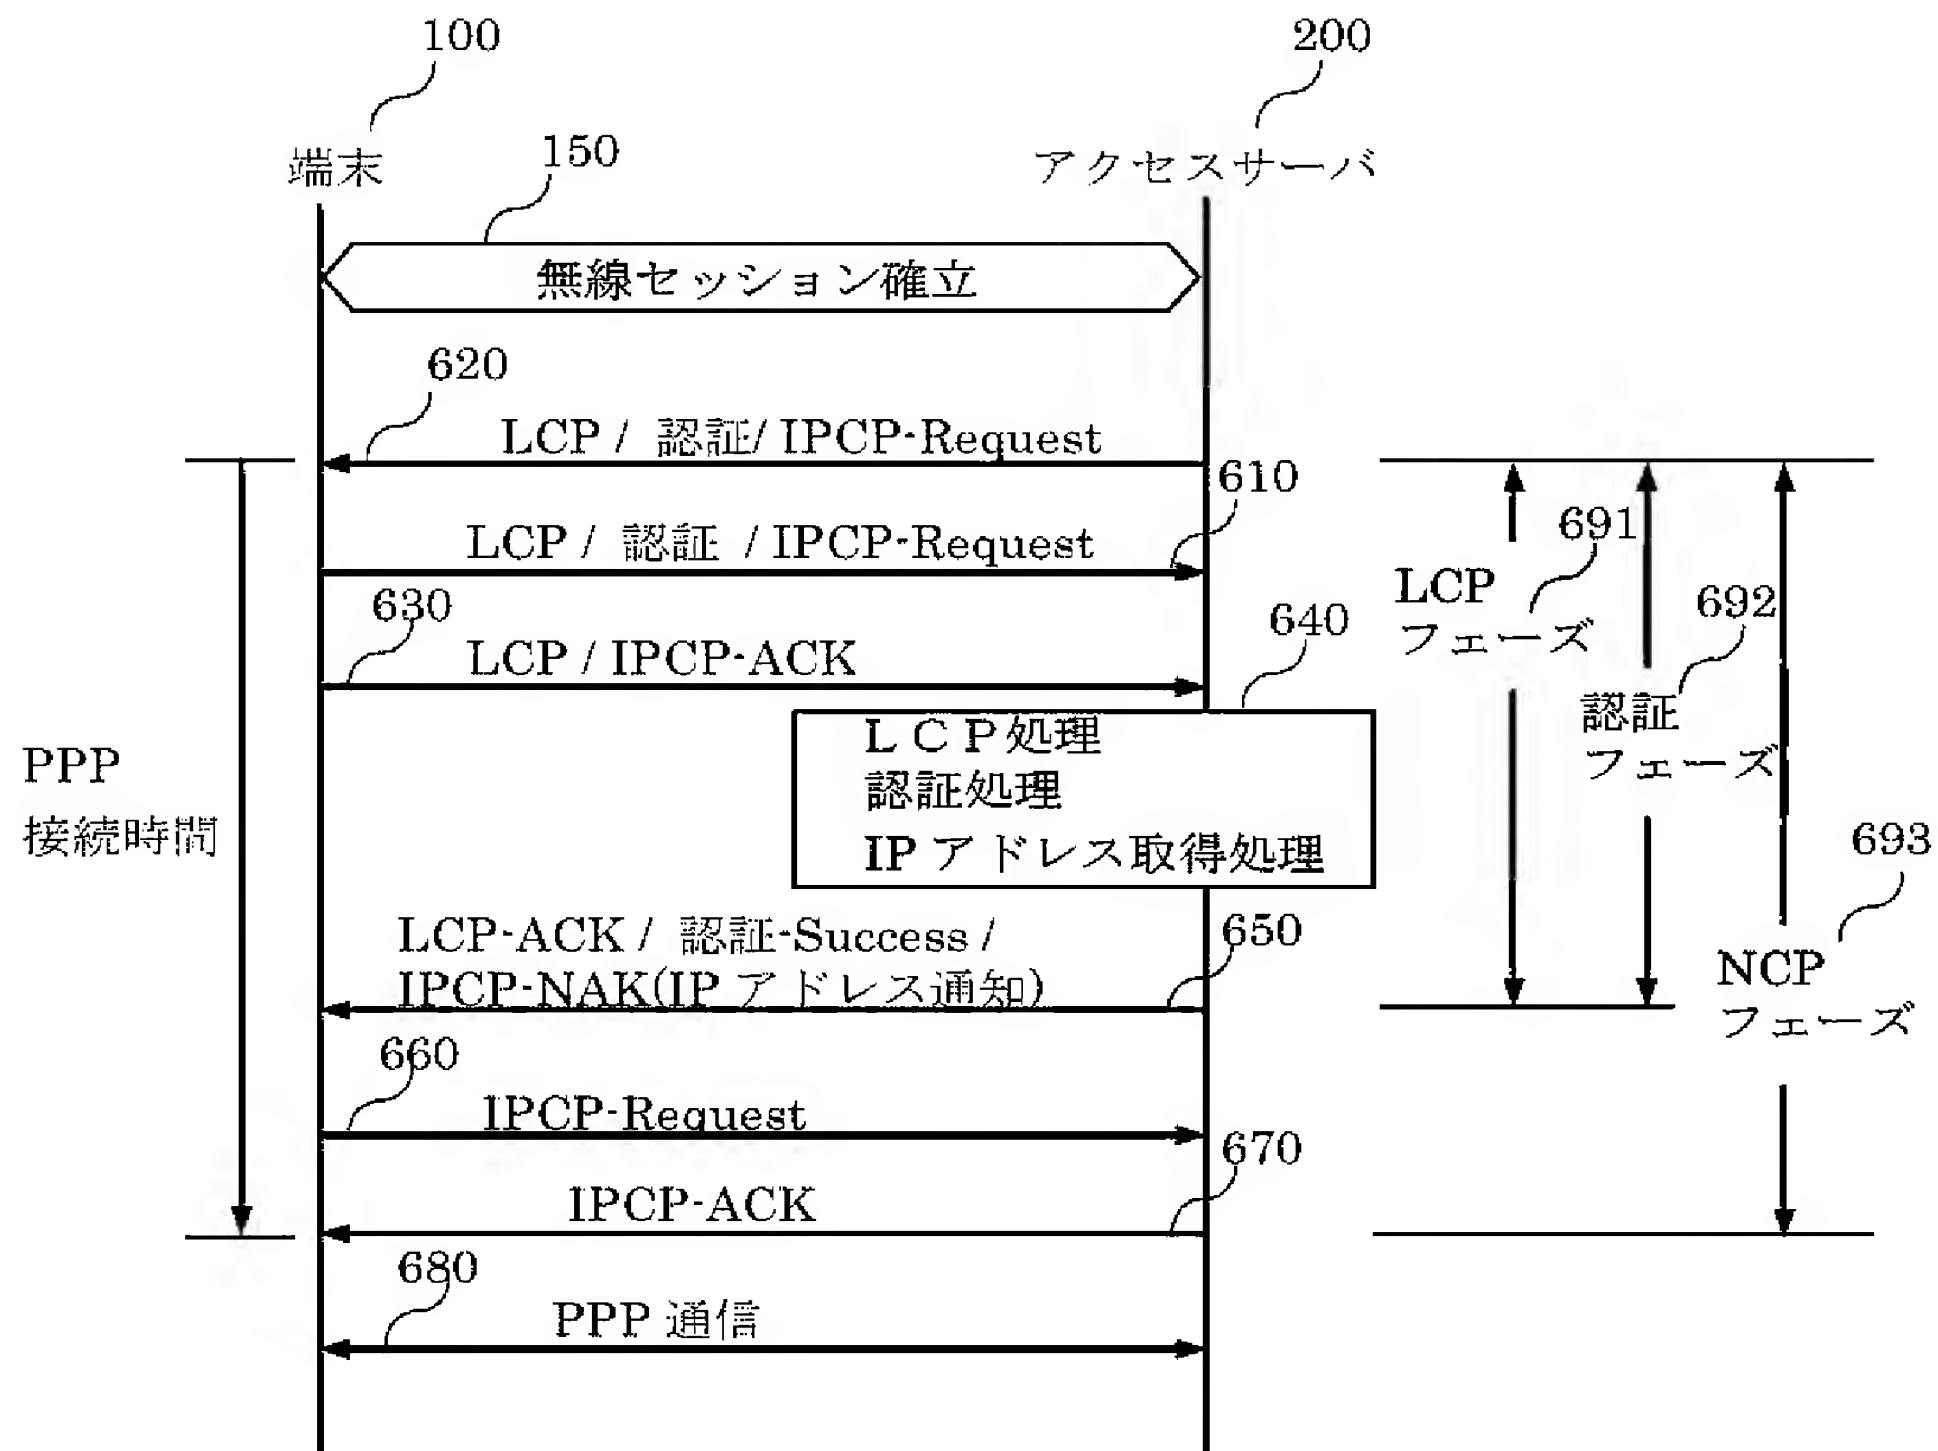 100
200
端末
150
アクセスサーバ
無線セッション確立
620
LCP / 認証/ IPCP-Request
610
LCP / 認証 / IPCP-Request
691
LCP
フェーズ
630
LCP / IPCP-ACK
640
692
認証
フェーズ
LCP処理
認証処理
IPアドレス取得処理
PPP
接続時間
693
NCP
フェーズ
LCP-ACK / 認証-Success /
IPCP-NAK(IPアドレス通知)
650
660
IPCP-Request
670
IPCP-ACK
680
PPP 通信